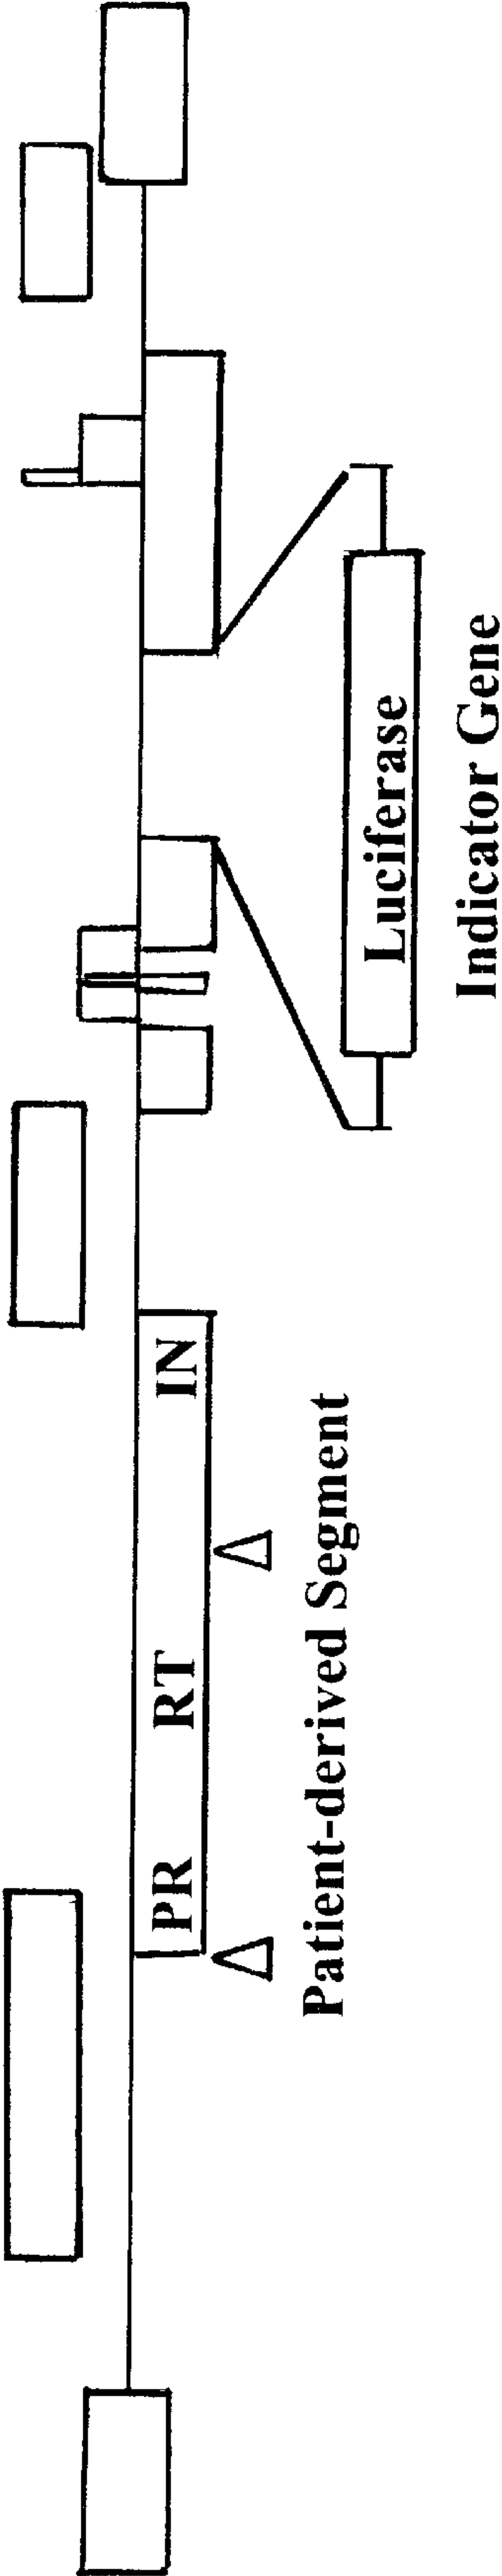 PR RT IN
Patient-derived Segment
Luciferase
Indicator Gene